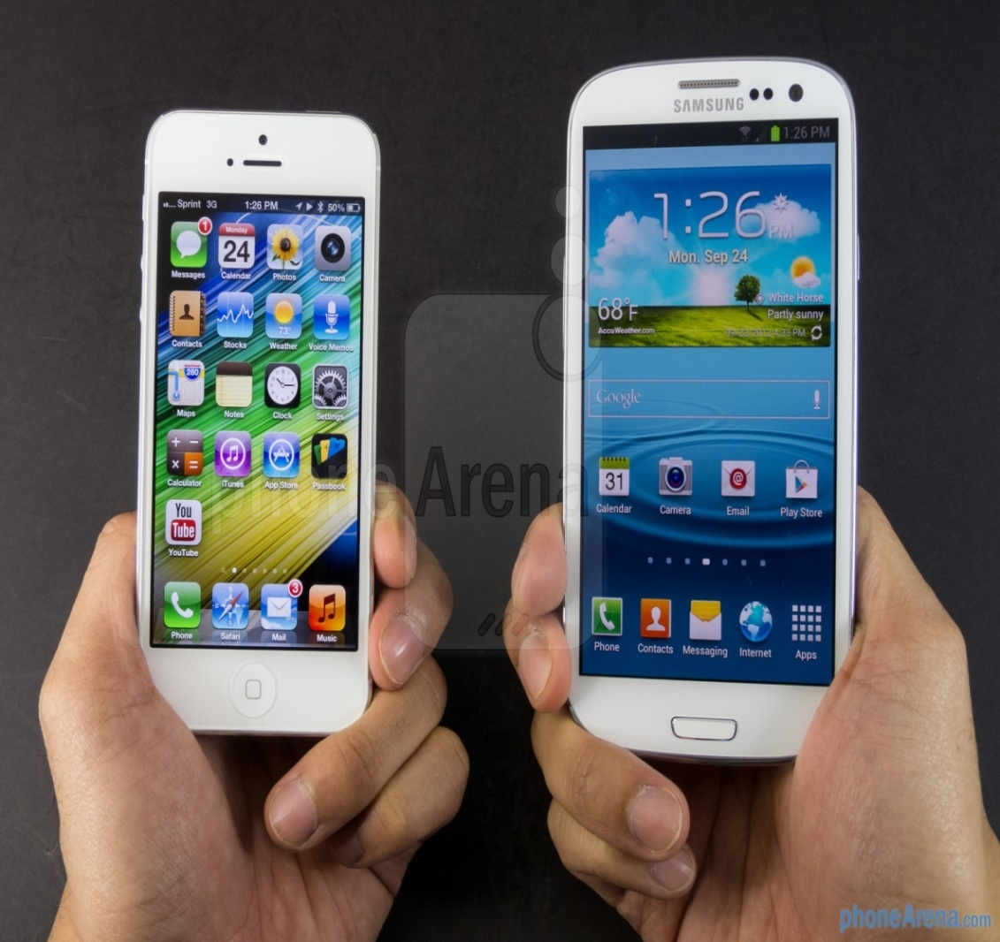 Sprint 3G 1:26 PM 50%
1
Monday
24
Messages Calendar Photos Camera
73°
Contacts Stocks Weather Voice Memos
280
Maps Notes Clock Settings
Calculator iTunes App Store Passbook
You
Tube
YouTube
3
Phone Safari Mail Music
SAMSUNG
1:26 PM
1:26 PM
Mon. Sep 24
68°F
White Horse
Partly sunny
AccuWeather.com
09-23-2012 4:33 PM
Google
31
Calendar Camera Email Play Store
Phone Contacts Messaging Internet Apps
phoneArena
phoneArena.com